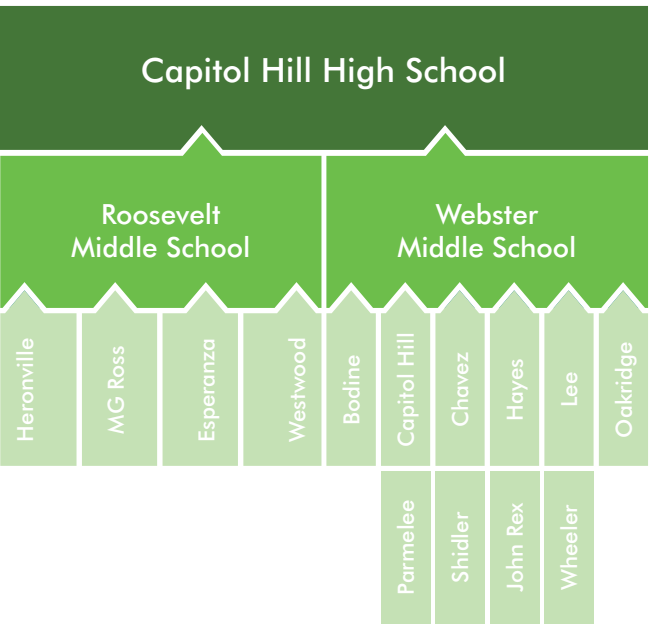 Capitol Hill High School
Roosevelt
Middle School
Webster
Middle School
Heronville
MG Ross
Esperanza
Westwood
Bodine
Capitol Hill
Chavez
Hayes
Lee
Oakridge
Parmelee
Shidler
John Rex
Wheeler